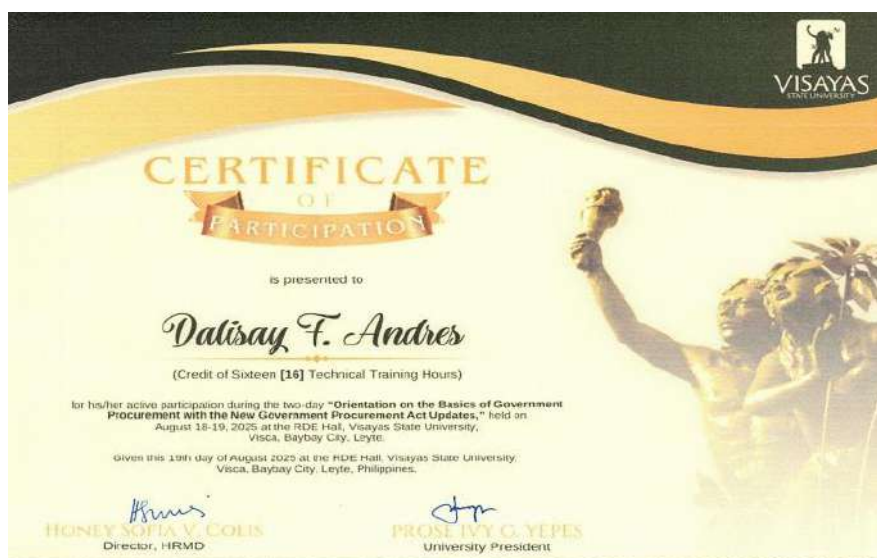 VISAYAS
STATE UNIVERSITY
CERTIFICATE
OF
PARTICIPATION
is presented to
Dalisay F. Andres
(Credit of Sixteen [16] Technical Training Hours)
for his/her active participation during the two-day "Orientation on the Basics of Government
Procurement with the New Government Procurement Act Updates," held on
August 18-19, 2025 at the RDE Hall, Visayas State University,
Visca, Baybay City, Leyte.
Given this 19th day of August 2025 at the RDE Hall, Visayas State University,
Visca, Baybay City, Leyte, Philippines.
HONEY SOFIA V. COLIS
PROSE IVY G. YEPES
Director, HRMD
University President